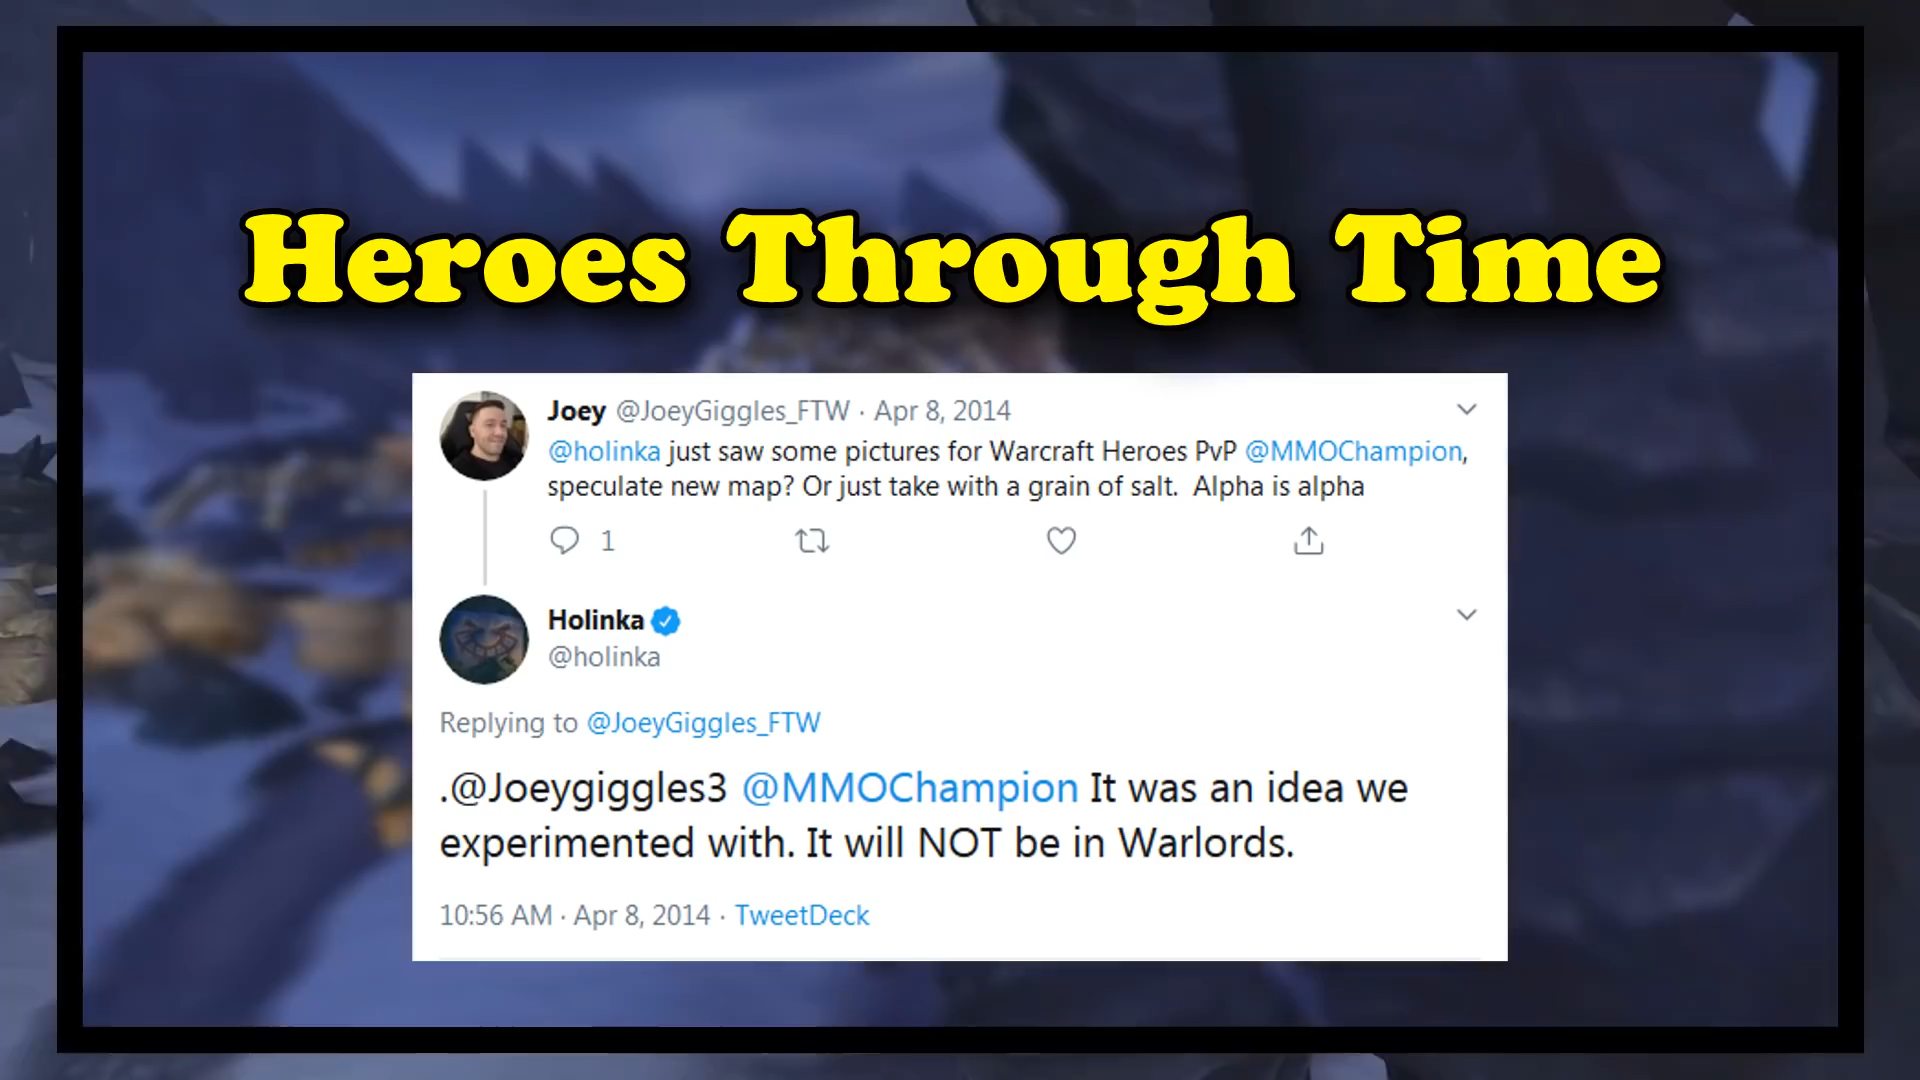 Heroes Through Time
Joey @JoeyGiggles_FTW · Apr 8, 2014
@holinka just saw some pictures for Warcraft Heroes PvP @MMOChampion,
speculate new map? Or just take with a grain of salt.  Alpha is alpha
1
Holinka
@holinka
Replying to @JoeyGiggles_FTW
.@Joeygiggles3 @MMOChampion It was an idea we
experimented with. It will NOT be in Warlords.
10:56 AM · Apr 8, 2014 · TweetDeck